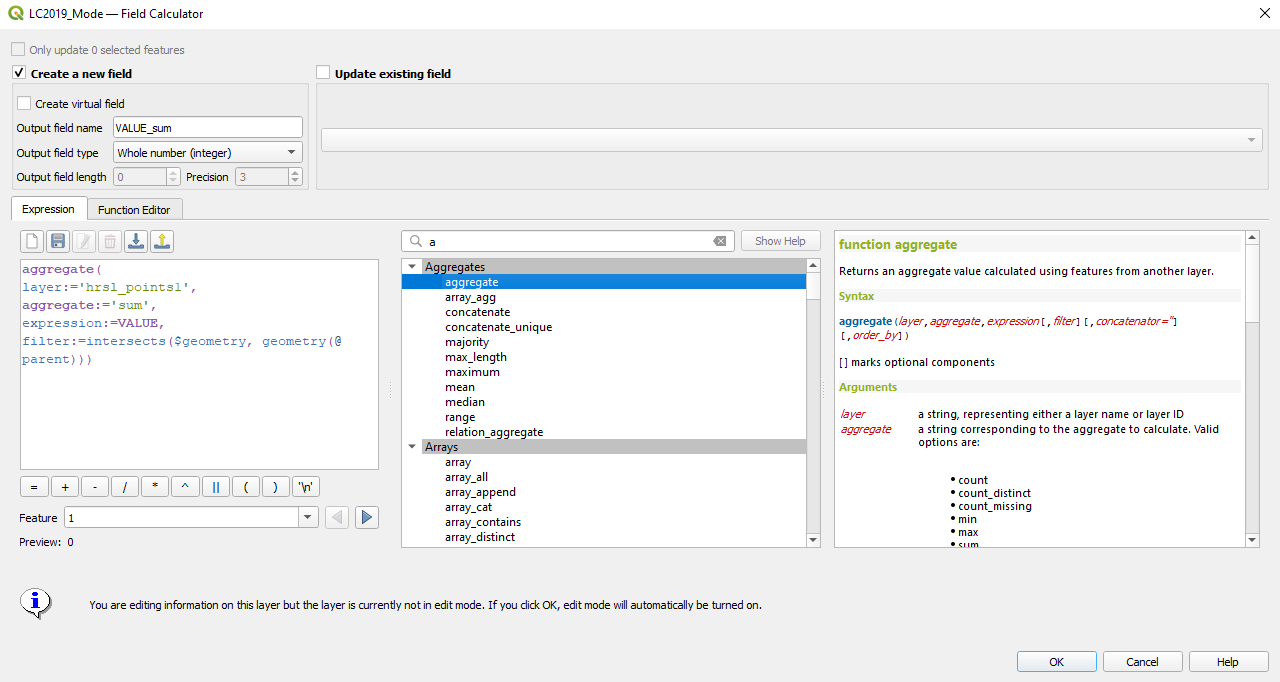 LC2019_Mode — Field Calculator
Only update 0 selected features
Create a new field
Update existing field
Create virtual field
Output field name VALUE_sum
Output field type Whole number (integer)
Output field length 0 Precision 3
Expression Function Editor
aggregate(
layer:='hrsl_points1',
aggregate:='sum',
expression:=VALUE,
filter:=intersects($geometry, geometry(@
parent)))
= + - / * ^ || ( ) '\n'
Feature 1
Preview: 0
a
Show Help
Aggregates
aggregate
array_agg
concatenate
concatenate_unique
majority
max_length
maximum
mean
median
range
relation_aggregate
Arrays
array
array_all
array_append
array_cat
array_contains
array_distinct
function aggregate
Returns an aggregate value calculated using features from another layer.
Syntax
aggregate(layer,aggregate,expression[,filter][,concatenator='']
[,order_by])
[ ] marks optional components
Arguments
layer a string, representing either a layer name or layer ID
aggregate a string corresponding to the aggregate to calculate. Valid
options are:
• count
• count_distinct
• count_missing
• min
• max
• sum
You are editing information on this layer but the layer is currently not in edit mode. If you click OK, edit mode will automatically be turned on.
OK Cancel Help